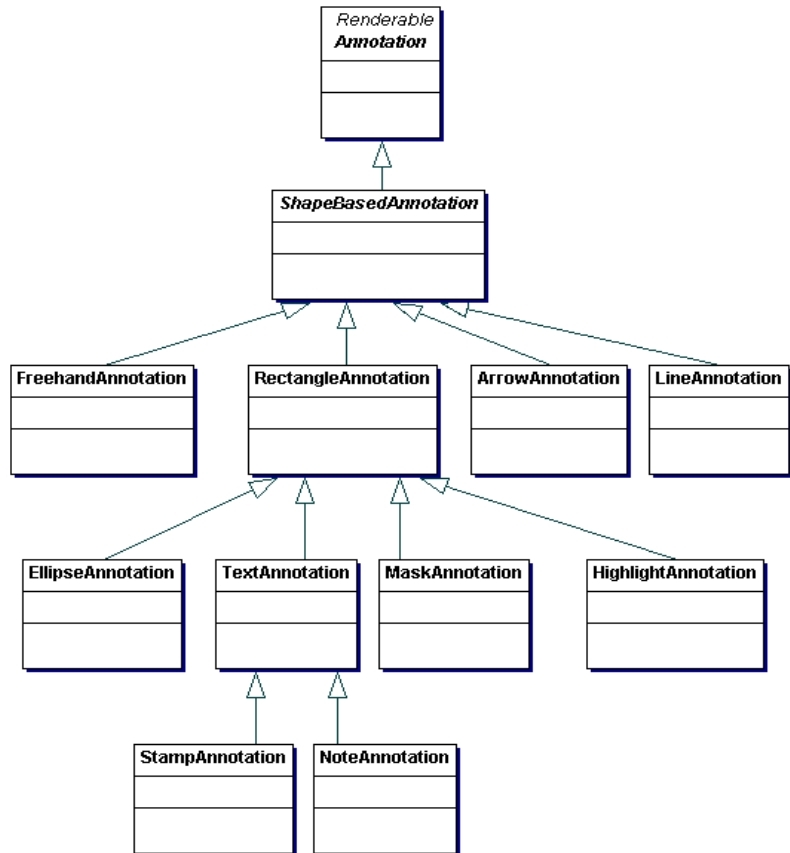 Renderable
Annotation
ShapeBasedAnnotation
FreehandAnnotation
RectangleAnnotation
ArrowAnnotation
LineAnnotation
EllipseAnnotation
TextAnnotation
MaskAnnotation
HighlightAnnotation
StampAnnotation
NoteAnnotation